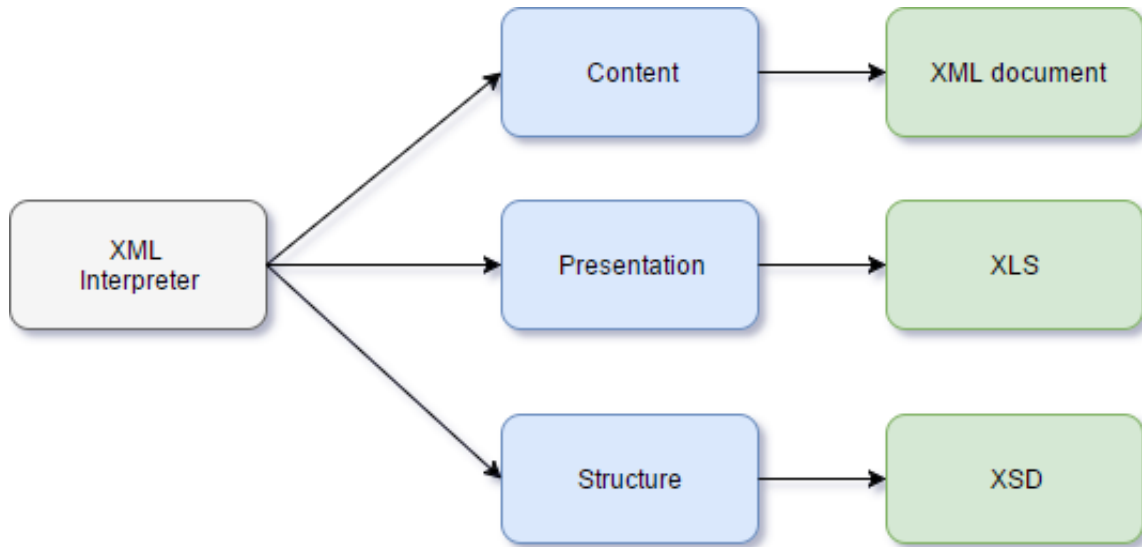 Content
XML document
XML
Interpreter
Presentation
XLS
Structure
XSD